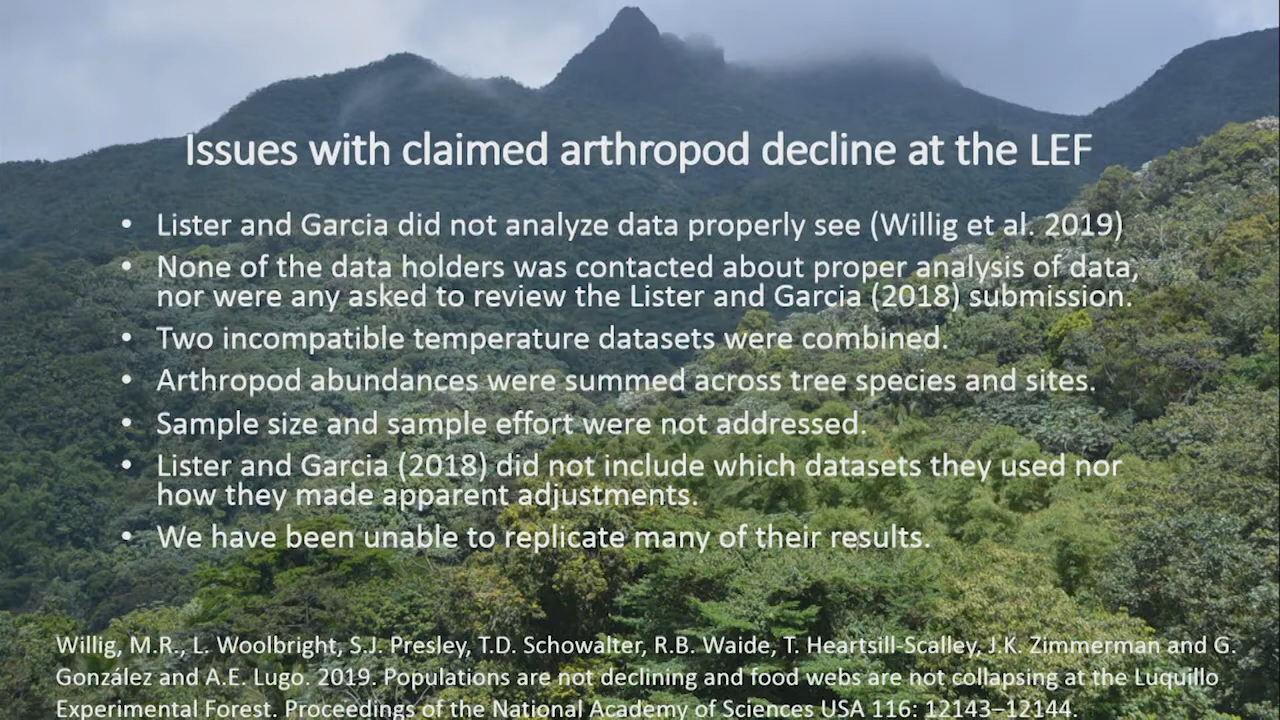 Issues with claimed arthropod decline at the LEF
• Lister and Garcia did not analyze data properly see (Willig et al. 2019)
• None of the data holders was contacted about proper analysis of data,
nor were any asked to review the Lister and Garcia (2018) submission.
• Two incompatible temperature datasets were combined.
• Arthropod abundances were summed across tree species and sites.
• Sample size and sample effort were not addressed.
• Lister and Garcia (2018) did not include which datasets they used nor
how they made apparent adjustments.
• We have been unable to replicate many of their results.
Willig, M.R., L. Woolbright, S.J. Presley, T.D. Schowalter, R.B. Waide, T. Heartsill-Scalley, J.K. Zimmerman and G.
González and A.E. Lugo. 2019. Populations are not declining and food webs are not collapsing at the Luquillo
Experimental Forest. Proceedings of the National Academy of Sciences USA 116: 12143–12144.